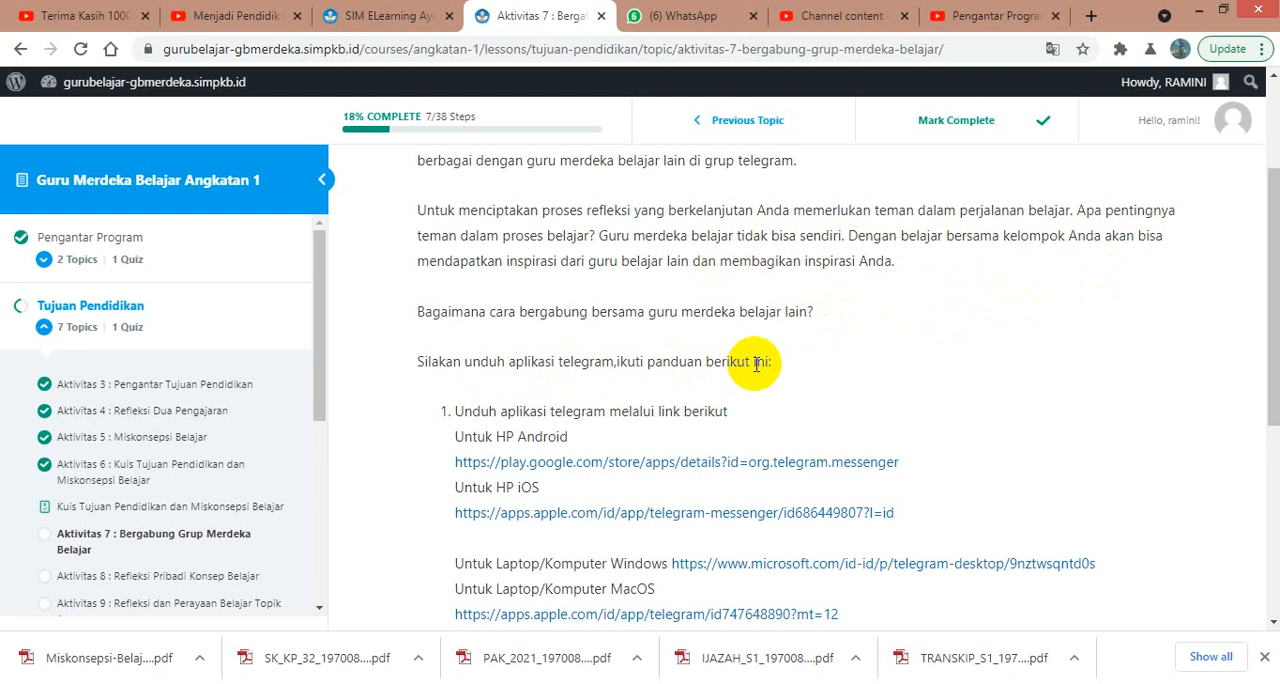 Terima Kasih 1000
Menjadi Pendidik
SIM ELearning Ay
Aktivitas 7 : Berga
(6) WhatsApp
Channel content -
Pengantar Progra
gurubelajar-gbmerdeka.simpkb.id/courses/angkatan-1/lessons/tujuan-pendidikan/topic/aktivitas-7-bergabung-grup-merdeka-belajar/
Update
gurubelajar-gbmerdeka.simpkb.id
Howdy, RAMINI
18% COMPLETE 7/38 Steps
Previous Topic
Mark Complete
Hello, ramini!
Guru Merdeka Belajar Angkatan 1
Pengantar Program
2 Topics | 1 Quiz
Tujuan Pendidikan
7 Topics | 1 Quiz
Aktivitas 3 : Pengantar Tujuan Pendidikan
Aktivitas 4 : Refleksi Dua Pengajaran
Aktivitas 5 : Miskonsepsi Belajar
Aktivitas 6 : Kuis Tujuan Pendidikan dan
Miskonsepsi Belajar
Kuis Tujuan Pendidikan dan Miskonsepsi Belajar
Aktivitas 7 : Bergabung Grup Merdeka
Belajar
Aktivitas 8 : Refleksi Pribadi Konsep Belajar
Aktivitas 9 : Refleksi dan Perayaan Belajar Topik
berbagai dengan guru merdeka belajar lain di grup telegram.
Untuk menciptakan proses refleksi yang berkelanjutan Anda memerlukan teman dalam perjalanan belajar. Apa pentingnya
teman dalam proses belajar? Guru merdeka belajar tidak bisa sendiri. Dengan belajar bersama kelompok Anda akan bisa
mendapatkan inspirasi dari guru belajar lain dan membagikan inspirasi Anda.
Bagaimana cara bergabung bersama guru merdeka belajar lain?
Silakan unduh aplikasi telegram,ikuti panduan berikut ini:
1. Unduh aplikasi telegram melalui link berikut
Untuk HP Android
https://play.google.com/store/apps/details?id=org.telegram.messenger
Untuk HP iOS
https://apps.apple.com/id/app/telegram-messenger/id686449807?l=id
Untuk Laptop/Komputer Windows https://www.microsoft.com/id-id/p/telegram-desktop/9nztwsqntd0s
Untuk Laptop/Komputer MacOS
https://apps.apple.com/id/app/telegram/id747648890?mt=12
Miskonsepsi-Belaj....pdf
SK_KP_32_197008....pdf
PAK_2021_197008....pdf
IJAZAH_S1_197008....pdf
TRANSKIP_S1_197....pdf
Show all